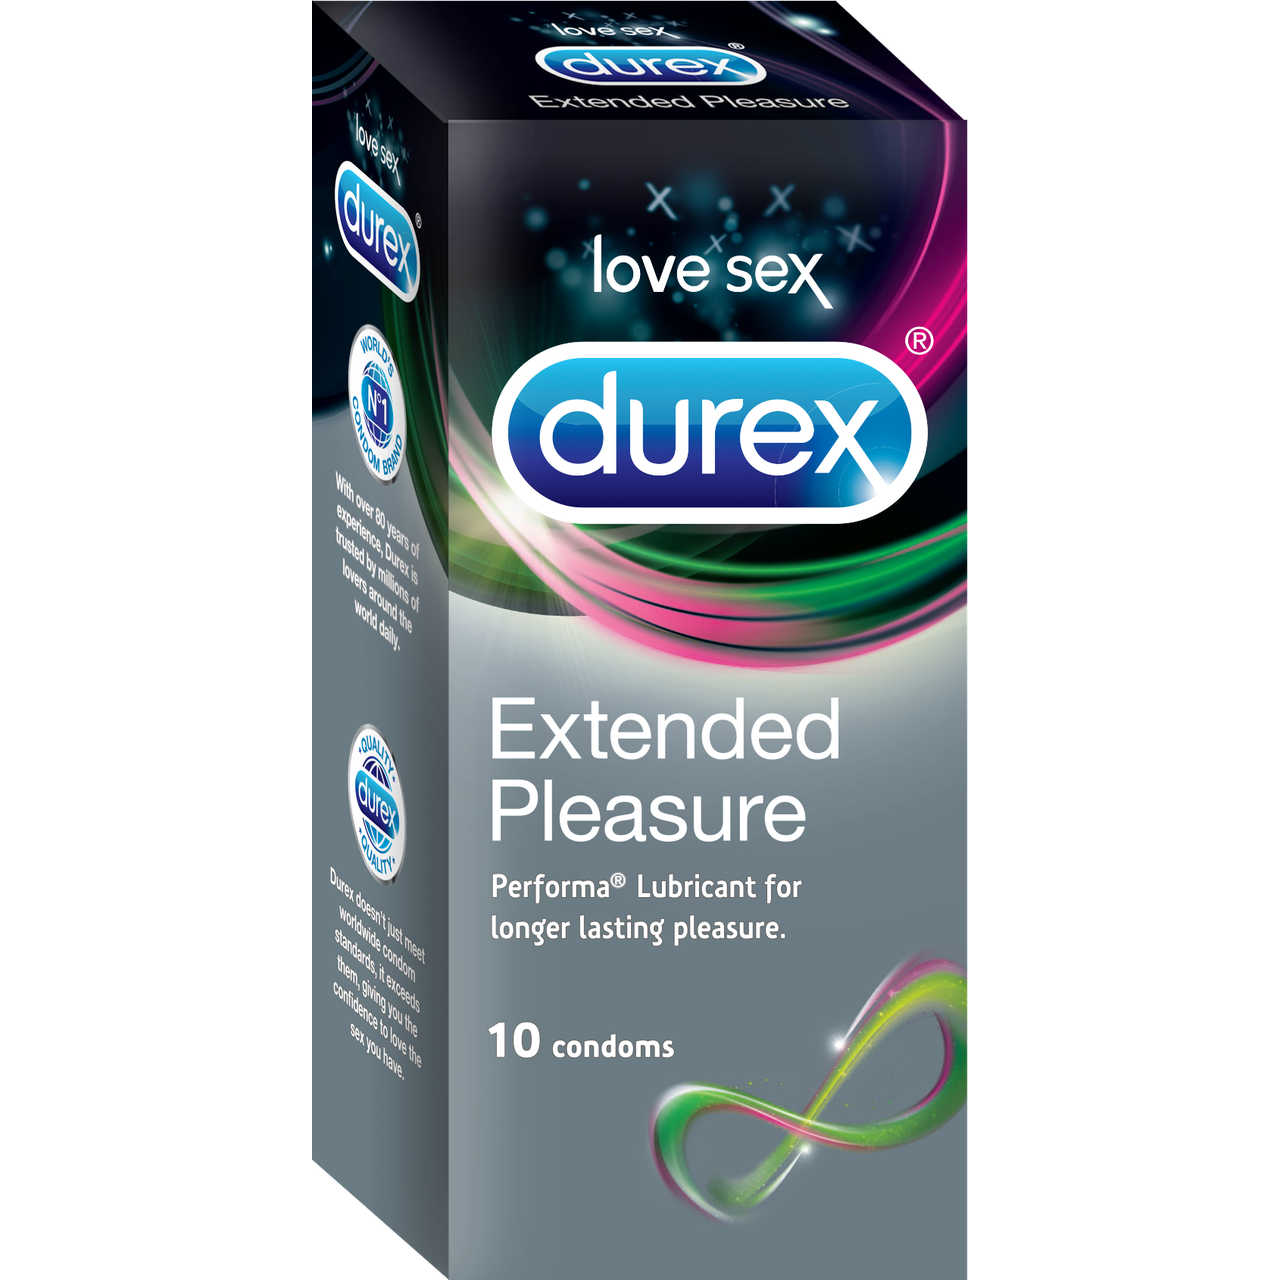 love sex
durex®
Extended Pleasure
love sex
durex®
WORLD'S
N°1
CONDOM BRAND
With over 80 years of
experience, Durex is
trusted by millions of
lovers around the
world daily.
QUALITY
durex
QUALITY
Durex doesn't just meet
worldwide condom
standards, it exceeds
them, giving you the
confidence to love the
sex you have.
love sex
durex®
Extended
Pleasure
Performa® Lubricant for
longer lasting pleasure.
10 condoms